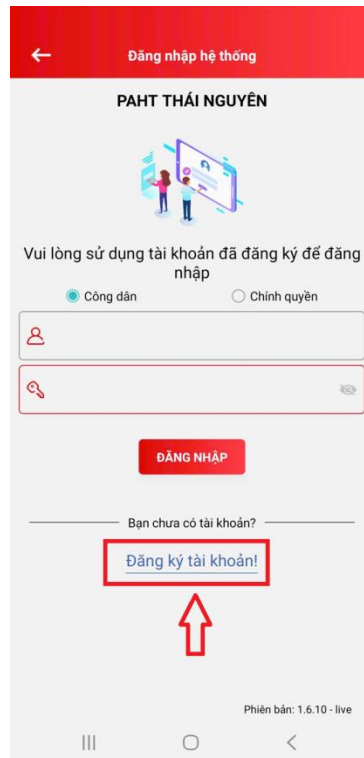 Đăng nhập hệ thống
PAHT THÁI NGUYÊN
Vui lòng sử dụng tài khoản đã đăng ký để đăng
nhập
Công dân
Chính quyền
ĐĂNG NHẬP
Bạn chưa có tài khoản?
Đăng ký tài khoản!
Phiên bản: 1.6.10 - live